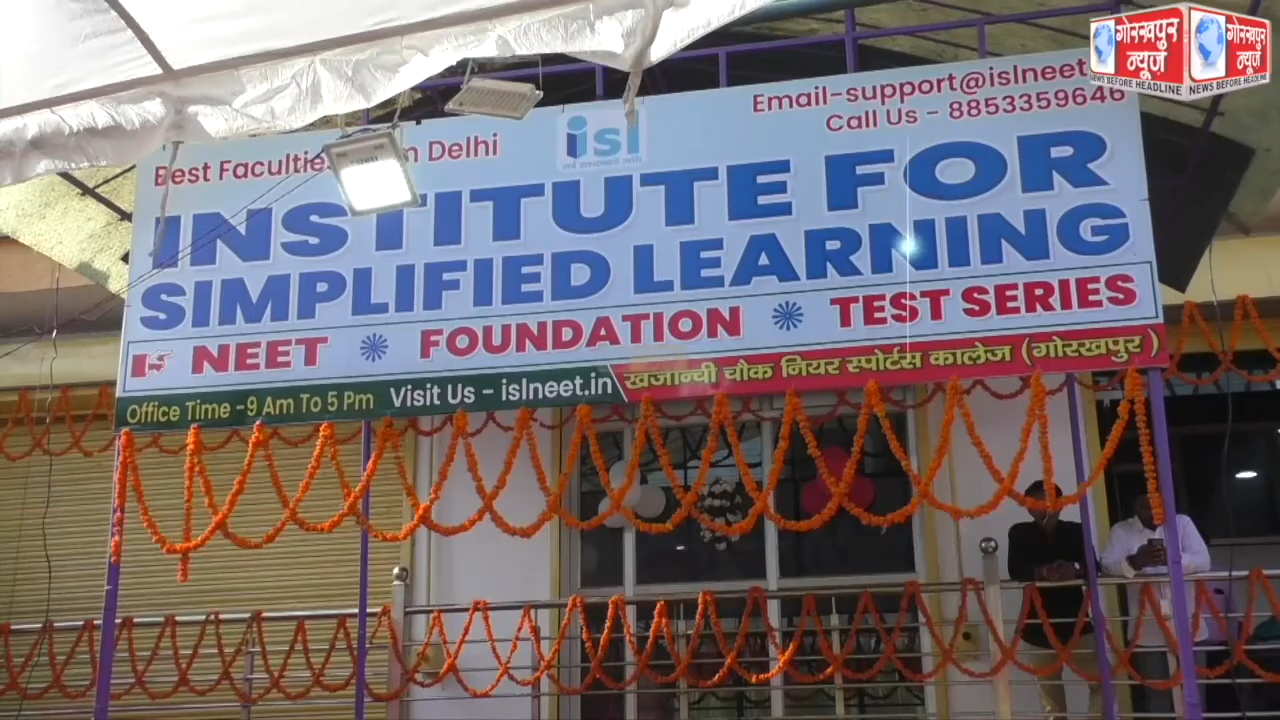 गोरखपुर
न्यूज़
NEWS BEFORE HEADLINE
गोरखपुर
न्यूज़
NEWS BEFORE HEADLINE
Email-support@islneet
Call Us - 8853359646
Best Faculties Delhi
isl
INSTITUTE FOR
SIMPLIFIED LEARNING
NEET FOUNDATION TEST SERIES
Office Time -9 Am To 5 Pm Visit Us - islneet.in खजान्ची चौक नियर स्पोर्टस कालेज (गोरखपुर)